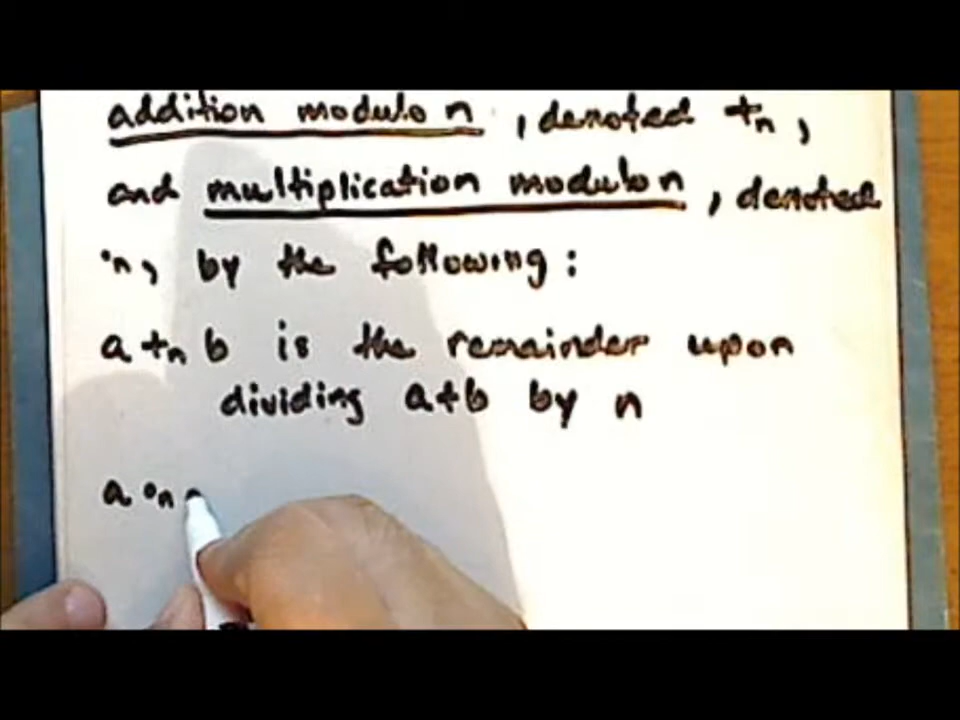 addition modulo n, denoted +ₙ,
and multiplication modulo n, denoted
·ₙ, by the following:
a +ₙ b is the remainder upon
dividing a+b by n
a ·ₙ